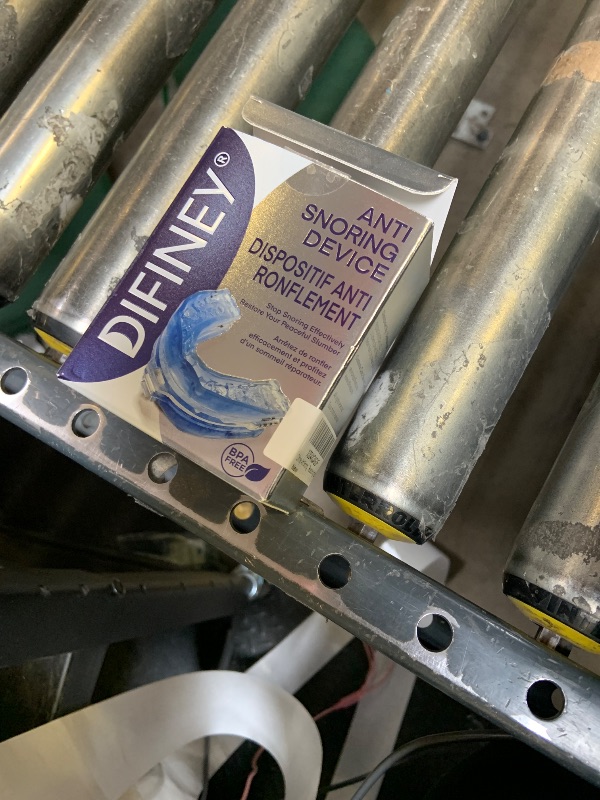 DIFINEY®
ANTI
SNORING
DEVICE
DISPOSITIF ANTI
RONFLEMENT
Stop Snoring Effectively
Restore Your Peaceful Slumber
Arrêtez de ronfler
efficacement et profitez
d'un sommeil réparateur.
BPA
FREE